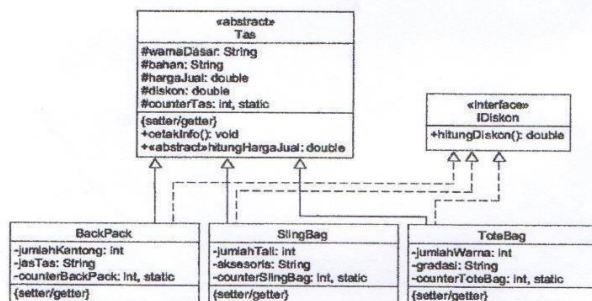 «abstract»
Tas
#warnaDasar: String
#bahan: String
#hargaJual: double
#diskon: double
#counterTas: int, static
{setter/getter}
+cetakInfo(): void
+«abstract»hitungHargaJual: double
«interface»
IDiskon
+hitungDiskon(): double
BackPack
-jumlahKantong: int
-jasTas: String
-counterBackPack: int, static
{setter/getter}
SlingBag
-jumlahTali: int
-aksesoris: String
-counterSlingBag: int, static
{setter/getter}
ToteBag
-jumlahWarna: int
-gradasi: String
-counterToteBag: int, static
{setter/getter}